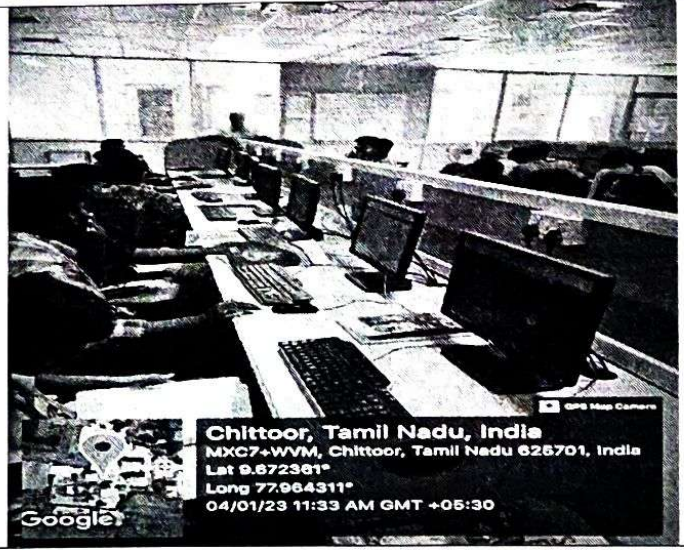 GPS Map Camera
Chittoor, Tamil Nadu, India
MXC7+WVM, Chittoor, Tamil Nadu 625701, India
Lat 9.672361°
Long 77.964311°
04/01/23 11:33 AM GMT +05:30
Google